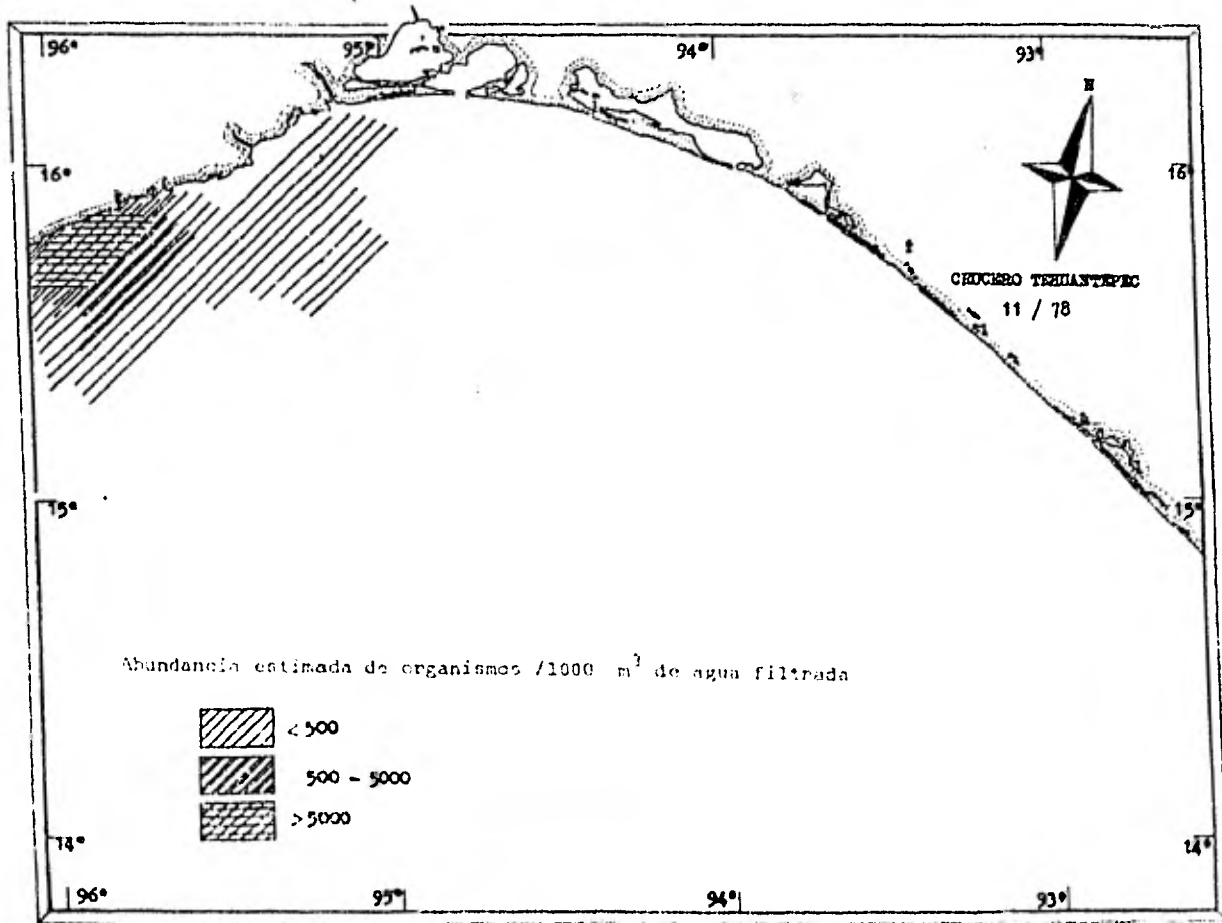 96° 95° 94° 93°
N
16° 16°
CRUCERO TEHUANTEPEC
11 / 78
15° 15°
Abundancia estimada de organismos /1000 m³ de agua filtrada
< 500
500 - 5000
> 5000
14° 14°
96° 95° 94° 93°